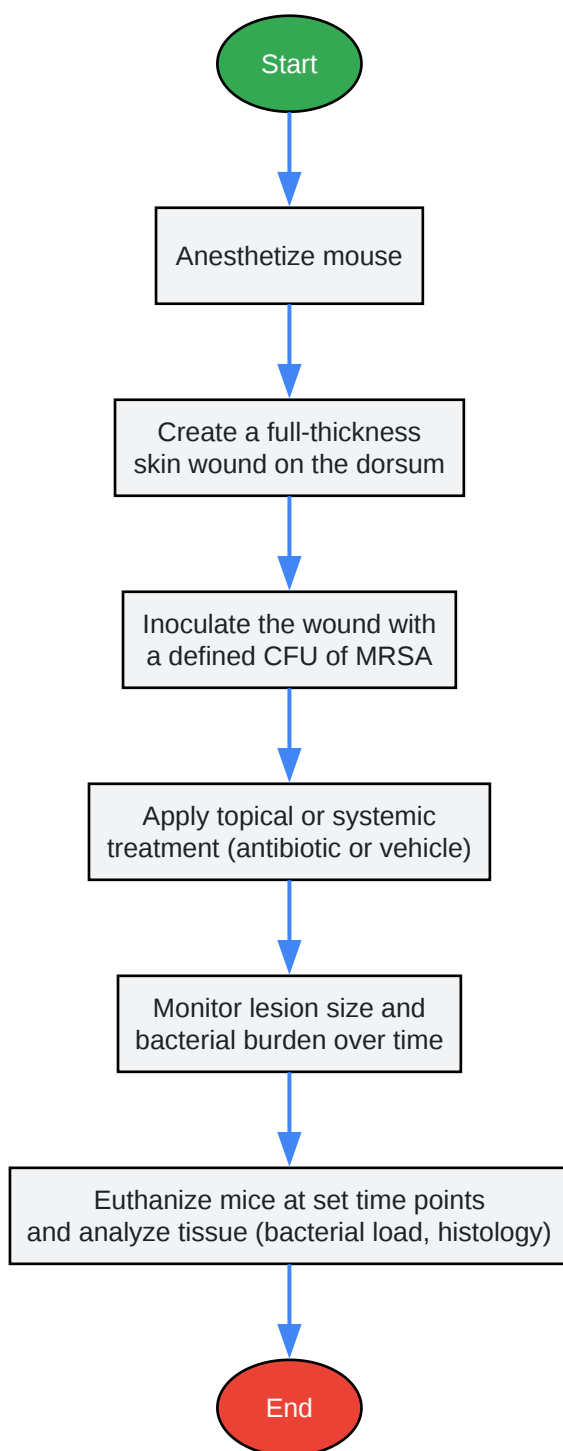 Start
Anesthetize mouse
Create a full-thickness
skin wound on the dorsum
Inoculate the wound with
a defined CFU of MRSA
Apply topical or systemic
treatment (antibiotic or vehicle)
Monitor lesion size and
bacterial burden over time
Euthanize mice at set time points
and analyze tissue (bacterial load, histology)
End